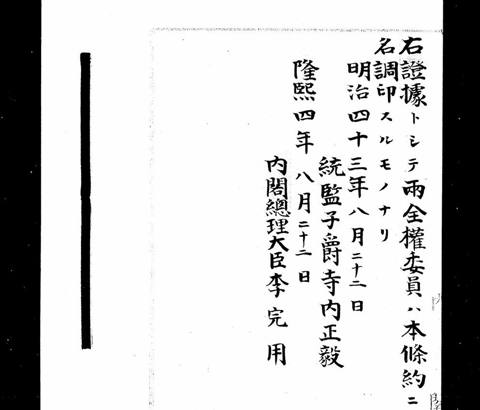 右證據トシテ兩全權委員ハ本條約ニ
名調印スルモノナリ
明治四十三年八月二十二日
統監子爵寺内正毅
隆熙四年八月二十二日
内閣總理大臣李完用